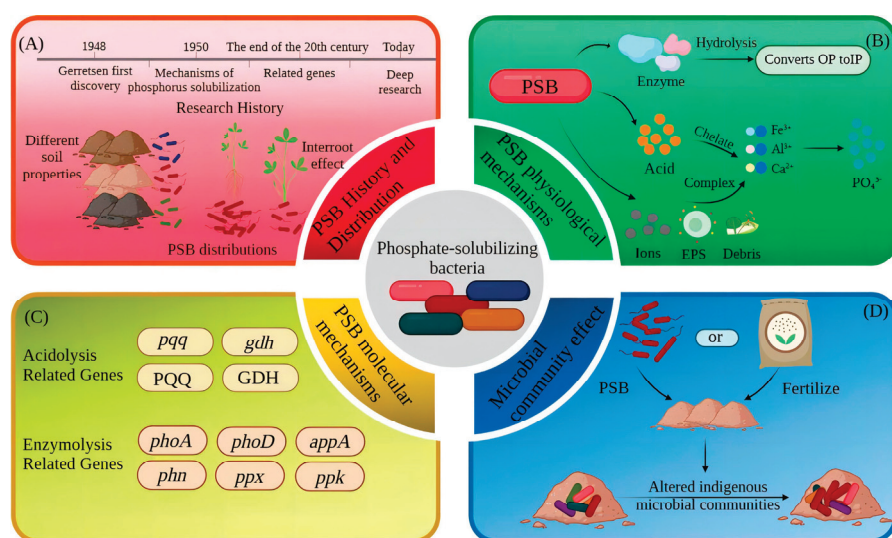 (A)
1948
1950
The end of the 20th century
Today
Gerretsen first
discovery
Mechanisms of
phosphorus solubilization
Related genes
Deep
research
Research History
Different
soil
properties
Interroot
effect
PSB distributions
PSB History and
Distribution
(B)
PSB
Enzyme
Hydrolysis
Converts OP toIP
Acid
Chelate
Complex
Fe³⁺
Al³⁺
Ca²⁺
PO₄³⁻
Ions
EPS
Debris
PSB physiological
mechanisms
Phosphate-solubilizing
bacteria
(C)
Acidolysis
Related Genes
pqq
gdh
PQQ
GDH
Enzymolysis
Related Genes
phoA
phoD
appA
phn
ppx
ppk
PSB molecular
mechanisms
(D)
PSB
or
Fertilize
Altered indigenous
microbial communities
Microbial
community effect